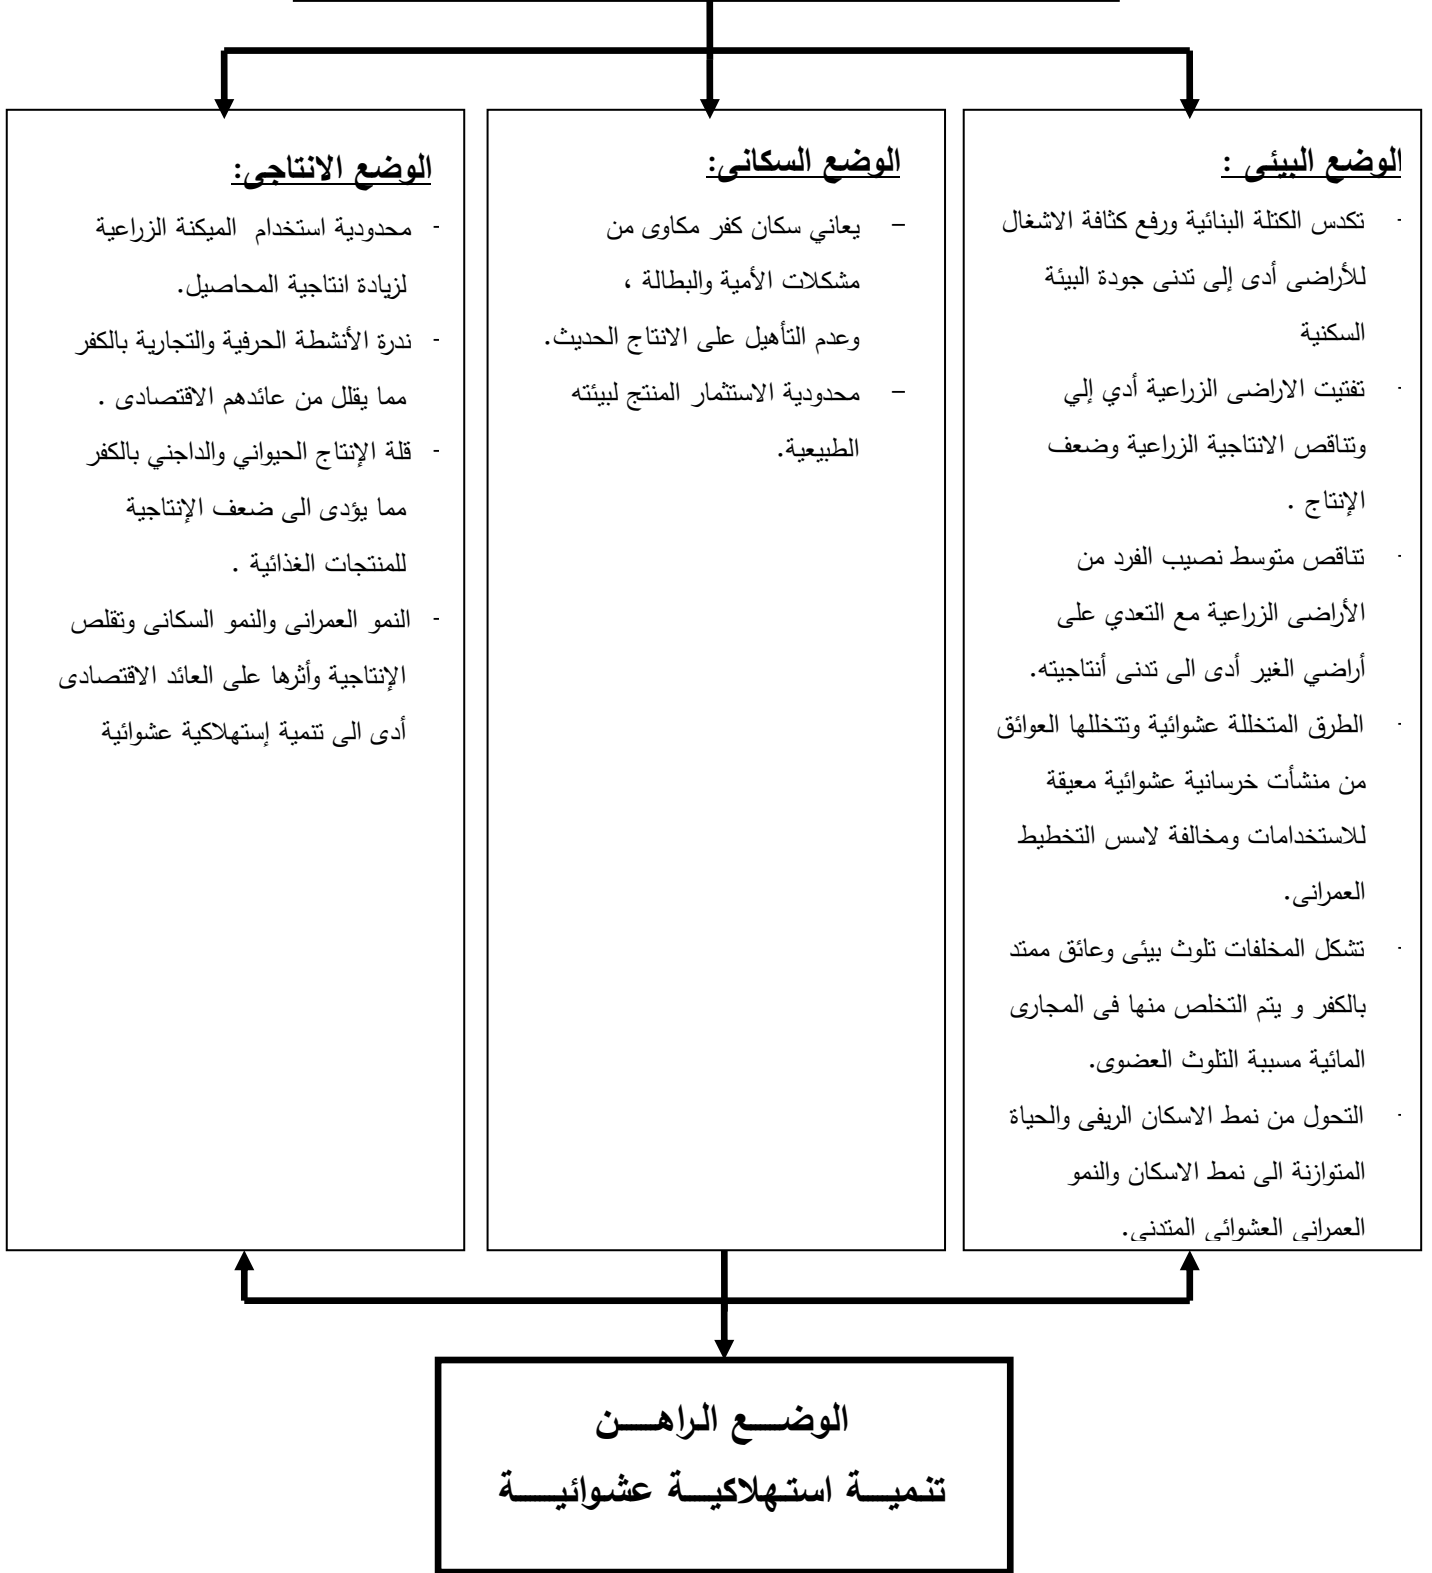 الوضع البيئى :
- تكدس الكتلة البنائية ورفع كثافة الاشغال
للأراضى أدى إلى تدنى جودة البيئة
السكنية
- تفتيت الاراضى الزراعية أدي إلي
وتناقص الانتاجية الزراعية وضعف
الإنتاج .
- تناقص متوسط نصيب الفرد من
الأراضى الزراعية مع التعدي على
أراضي الغير أدى الى تدنى أنتاجيته.
- الطرق المتخللة عشوائية وتتخللها العوائق
من منشأت خرسانية عشوائية معيقة
للاستخدامات ومخالفة لاسس التخطيط
العمرانى.
- تشكل المخلفات تلوث بيئى وعائق ممتد
بالكفر و يتم التخلص منها فى المجارى
المائية مسببة التلوث العضوى.
- التحول من نمط الاسكان الريفى والحياة
المتوازنة الى نمط الاسكان والنمو
العمرانى العشوائى المتدنى.
الوضع السكانى:
- يعاني سكان كفر مكاوى من
مشكلات الأمية والبطالة ،
وعدم التأهيل على الانتاج الحديث.
- محدودية الاستثمار المنتج لبيئته
الطبيعية.
الوضع الانتاجى:
- محدودية استخدام الميكنة الزراعية
لزيادة انتاجية المحاصيل.
- ندرة الأنشطة الحرفية والتجارية بالكفر
مما يقلل من عائدهم الاقتصادى .
- قلة الإنتاج الحيواني والداجني بالكفر
مما يؤدى الى ضعف الإنتاجية
للمنتجات الغذائية .
- النمو العمرانى والنمو السكانى وتقلص
الإنتاجية وأثرها على العائد الاقتصادى
أدى الى تنمية إستهلاكية عشوائية
الوضـــع الراهـــن
تنميـــة استهلاكيـــة عشوائيـــة